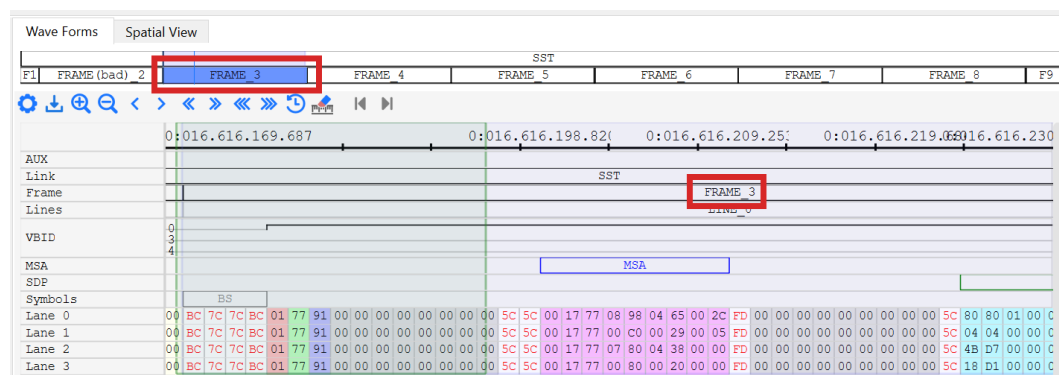 Wave Forms Spatial View
SST
F1 FRAME(bad)_2 FRAME_3 FRAME_4 FRAME_5 FRAME_6 FRAME_7 FRAME_8 F9
0:016.616.169.687 0:016.616.198.82 0:016.616.209.25 0:016.616.219. 016.616.230
AUX
Link SST
Frame FRAME_3
Lines LINE_0
VBID 0
3
4
MSA MSA
SDP
Symbols BS
Lane 0 00 BC 7C 7C BC 01 77 91 00 00 00 00 00 00 00 00 5C 5C 00 17 77 08 98 04 65 00 2C FD 00 00 00 00 00 00 00 00 00 5C 80 80 01 00
Lane 1 00 BC 7C 7C BC 01 77 91 00 00 00 00 00 00 00 00 5C 5C 00 17 77 00 C0 00 29 00 05 FD 00 00 00 00 00 00 00 00 00 5C 04 04 00 00
Lane 2 00 BC 7C 7C BC 01 77 91 00 00 00 00 00 00 00 00 5C 5C 00 17 77 07 80 04 38 00 00 FD 00 00 00 00 00 00 00 00 00 5C 4B D7 00 00
Lane 3 00 BC 7C 7C BC 01 77 91 00 00 00 00 00 00 00 00 5C 5C 00 17 77 00 80 00 20 00 00 FD 00 00 00 00 00 00 00 00 00 5C 18 D1 00 00